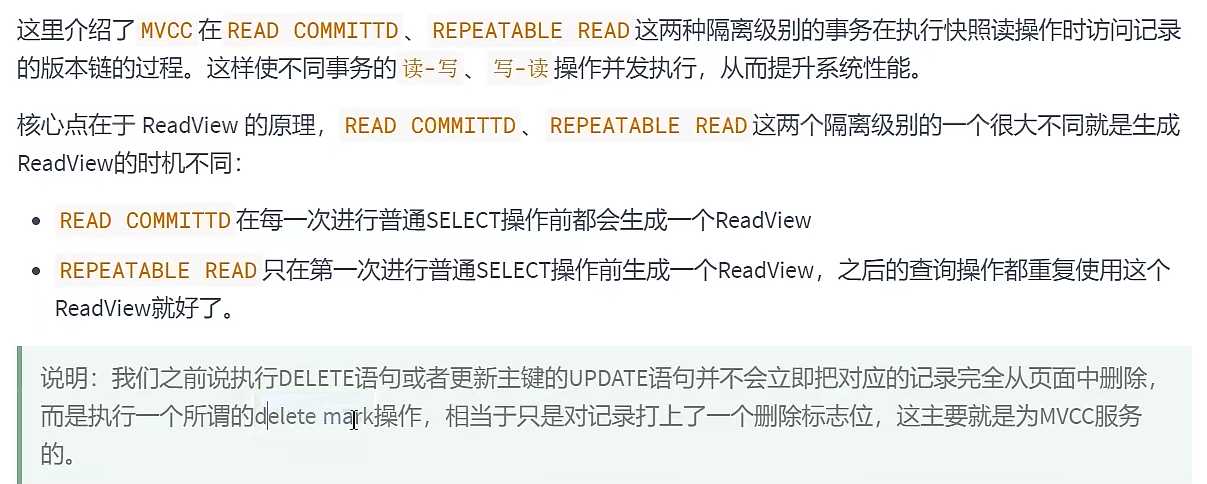 这里介绍了 MVCC 在 READ COMMITTD 、 REPEATABLE READ 这两种隔离级别的事务在执行快照读操作时访问记录
的版本链的过程。这样使不同事务的 读-写 、 写-读 操作并发执行，从而提升系统性能。
核心点在于 ReadView 的原理， READ COMMITTD 、 REPEATABLE READ 这两个隔离级别的一个很大不同就是生成
ReadView的时机不同：
• READ COMMITTD 在每一次进行普通SELECT操作前都会生成一个ReadView
• REPEATABLE READ 只在第一次进行普通SELECT操作前生成一个ReadView，之后的查询操作都重复使用这个
ReadView就好了。
说明：我们之前说执行DELETE语句或者更新主键的UPDATE语句并不会立即把对应的记录完全从页面中删除，
而是执行一个所谓的delete mark操作，相当于只是对记录打上了一个删除标志位，这主要就是为MVCC服务
的。